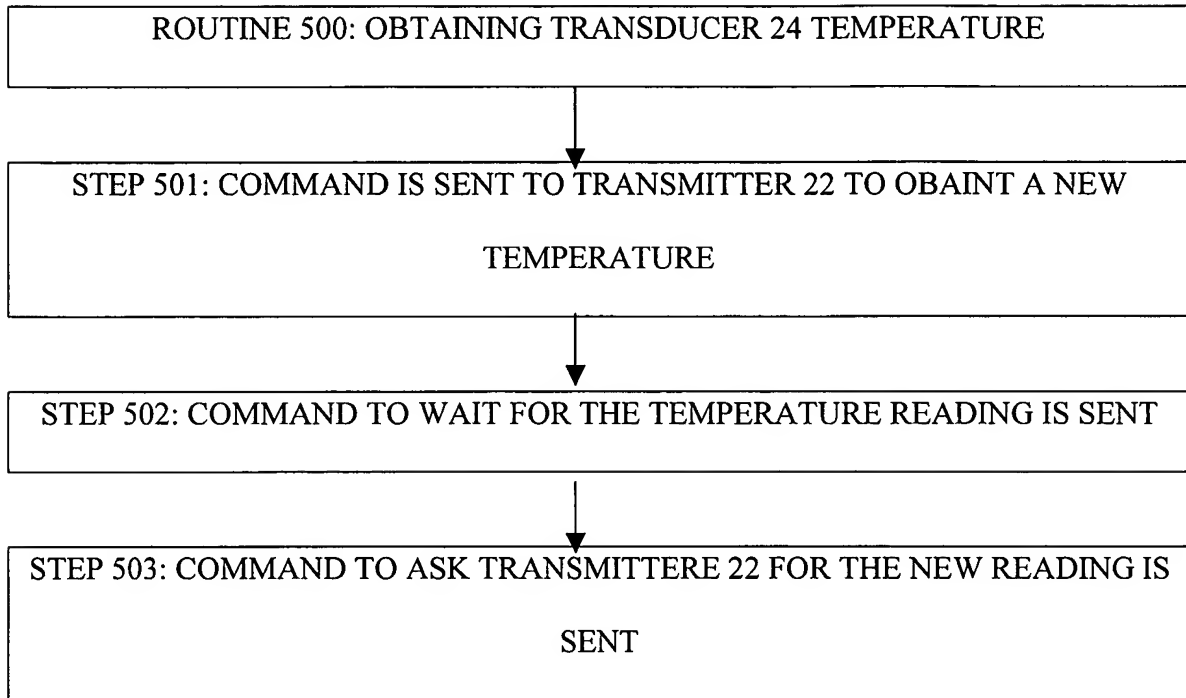 ROUTINE 500: OBTAINING TRANSDUCER 24 TEMPERATURE
STEP 501: COMMAND IS SENT TO TRANSMITTER 22 TO OBAINT A NEW
TEMPERATURE
STEP 502: COMMAND TO WAIT FOR THE TEMPERATURE READING IS SENT
STEP 503: COMMAND TO ASK TRANSMITTERE 22 FOR THE NEW READING IS
SENT